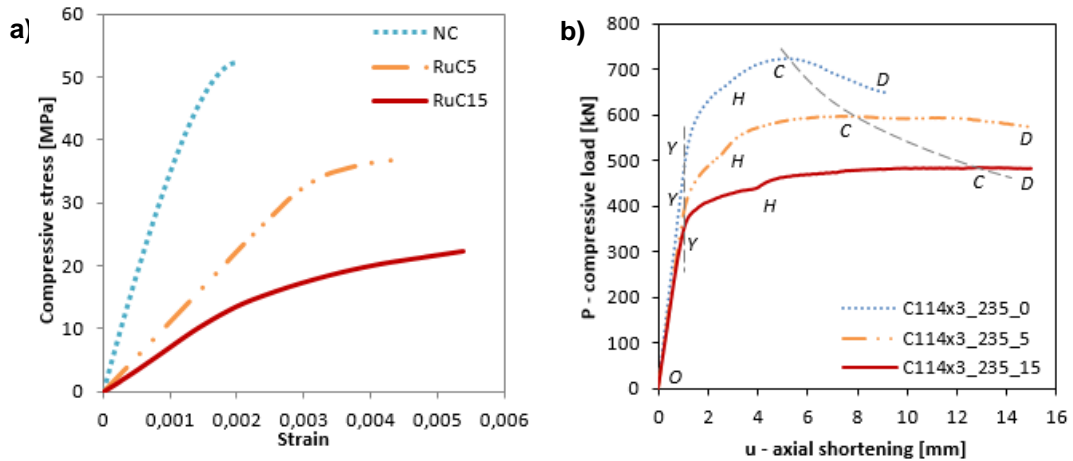 a)
Compressive stress [MPa]
60
50
40
30
20
10
0
0
0,001
0,002
0,003
0,004
0,005
0,006
Strain
NC
RuC5
RuC15
b)
P - compressive load [kN]
800
700
600
500
400
300
200
100
0
0
2
4
6
8
10
12
14
16
u - axial shortening [mm]
C
D
H
Y
C
D
H
Y
C
D
H
Y
O
C114x3_235_0
C114x3_235_5
C114x3_235_15